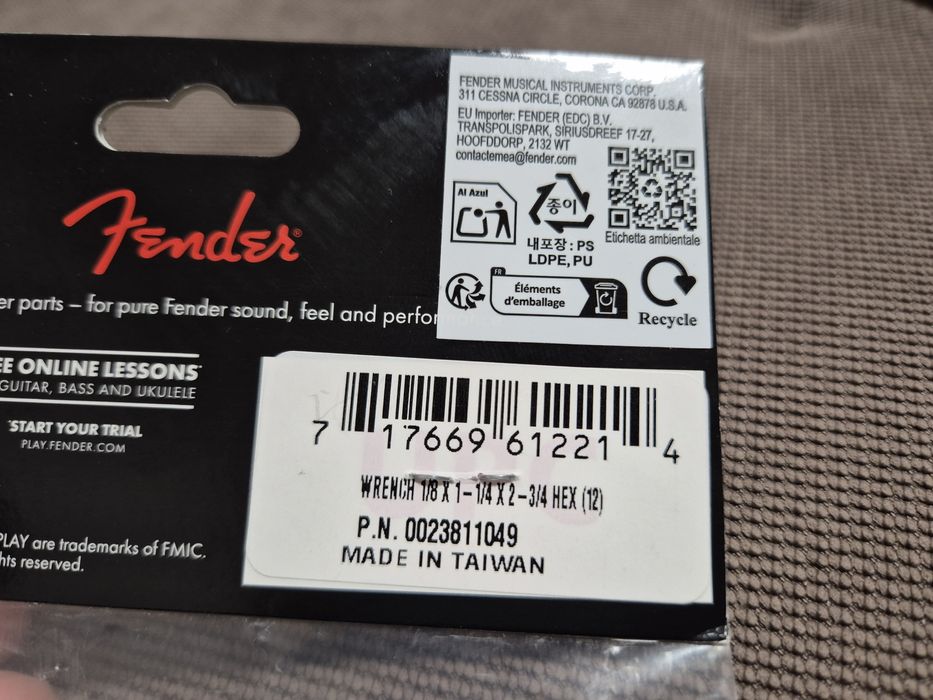 Fender®
er parts – for pure Fender sound, feel and perfor
EE ONLINE LESSONS
GUITAR, BASS AND UKULELE
START YOUR TRIAL
PLAY.FENDER.COM
PLAY are trademarks of FMIC.
hts reserved.
FENDER MUSICAL INSTRUMENTS CORP.
311 CESSNA CIRCLE, CORONA CA 92878 U.S.A.
EU Importer: FENDER (EDC) B.V.
TRANSPOLISPARK, SIRIUSDREEF 17-27,
HOOFDDORP, 2132 WT
contactemea@fender.com
Al Azul
종이
내포장 : PS
LDPE, PU
Etichetta ambientale
FR
Éléments
d'emballage
Recycle
7 17669 61221 4
UPC
WRENCH 1/8 X 1-1/4 X 2-3/4 HEX (12)
P.N. 0023811049
MADE IN TAIWAN